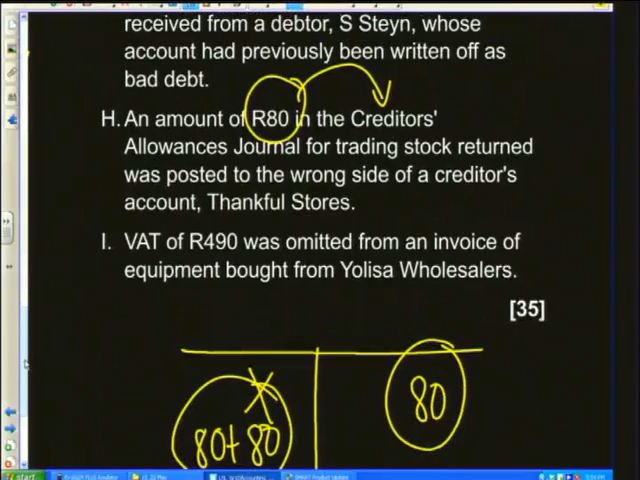 received from a debtor, S Steyn, whose
account had previously been written off as
bad debt.
H. An amount of R80 in the Creditors'
Allowances Journal for trading stock returned
was posted to the wrong side of a creditor's
account, Thankful Stores.
I. VAT of R490 was omitted from an invoice of
equipment bought from Yolisa Wholesalers.
[35]
80
80+ 80
start